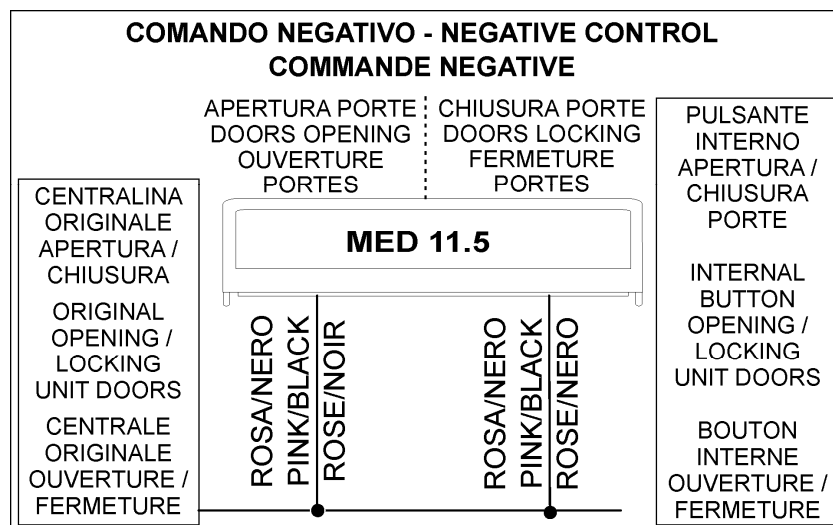 COMANDO NEGATIVO - NEGATIVE CONTROL
COMMANDE NEGATIVE
APERTURA PORTE
DOORS OPENING
OUVERTURE
PORTES
CHIUSURA PORTE
DOORS LOCKING
FERMETURE
PORTES
CENTRALINA
ORIGINALE
APERTURA /
CHIUSURA
ORIGINAL
OPENING /
LOCKING
UNIT DOORS
CENTRALE
ORIGINALE
OUVERTURE /
FERMETURE
MED 11.5
ROSA/NERO
PINK/BLACK
ROSE/NOIR
ROSA/NERO
PINK/BLACK
ROSE/NERO
PULSANTE
INTERNO
APERTURA /
CHIUSURA
PORTE
INTERNAL
BUTTON
OPENING /
LOCKING
UNIT DOORS
BOUTON
INTERNE
OUVERTURE /
FERMETURE